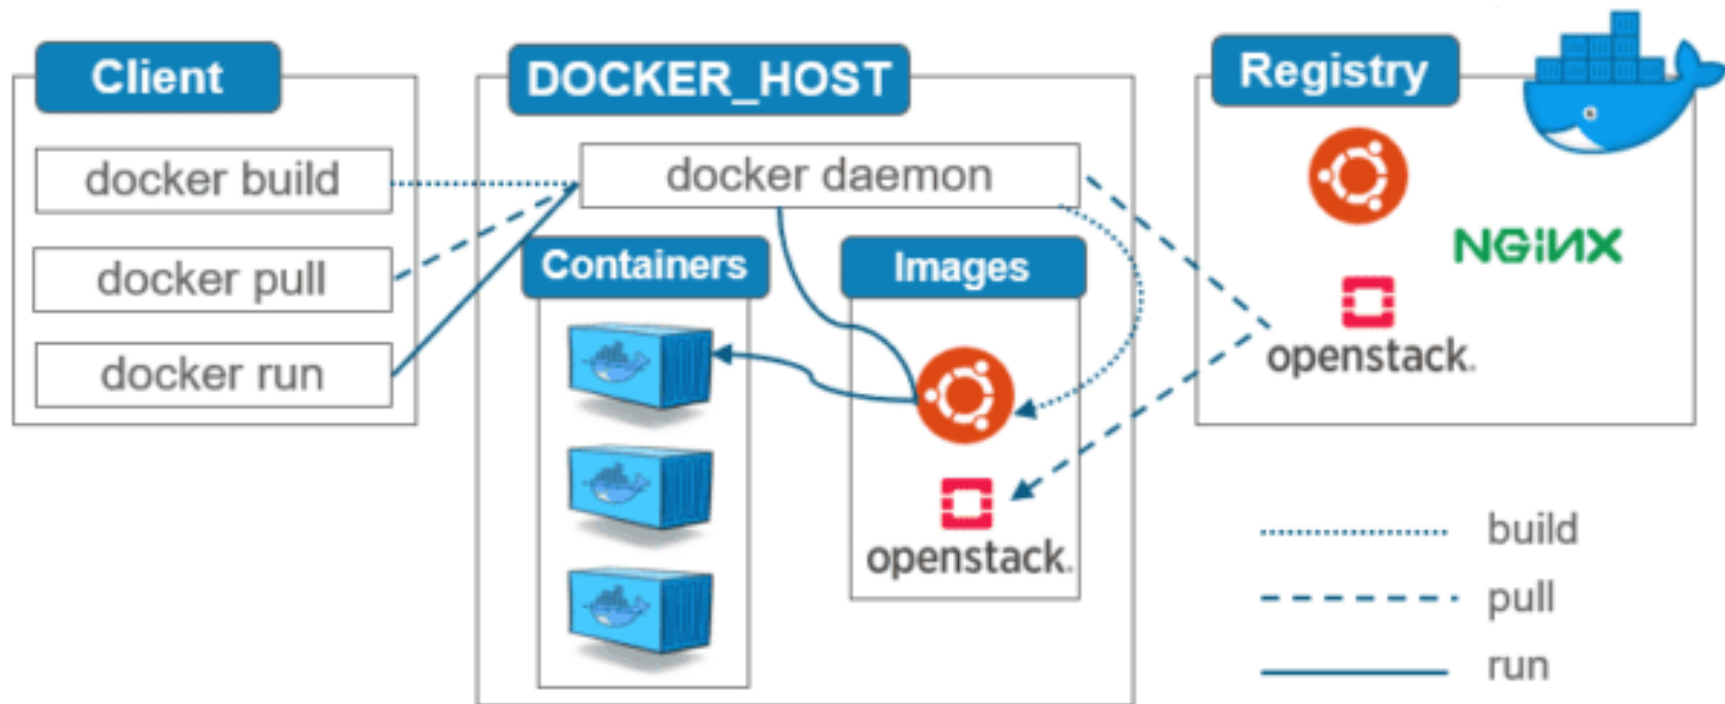 Client
docker build
docker pull
docker run
DOCKER_HOST
docker daemon
Containers
Images
openstack.
Registry
NGiNX
openstack.
build
pull
run